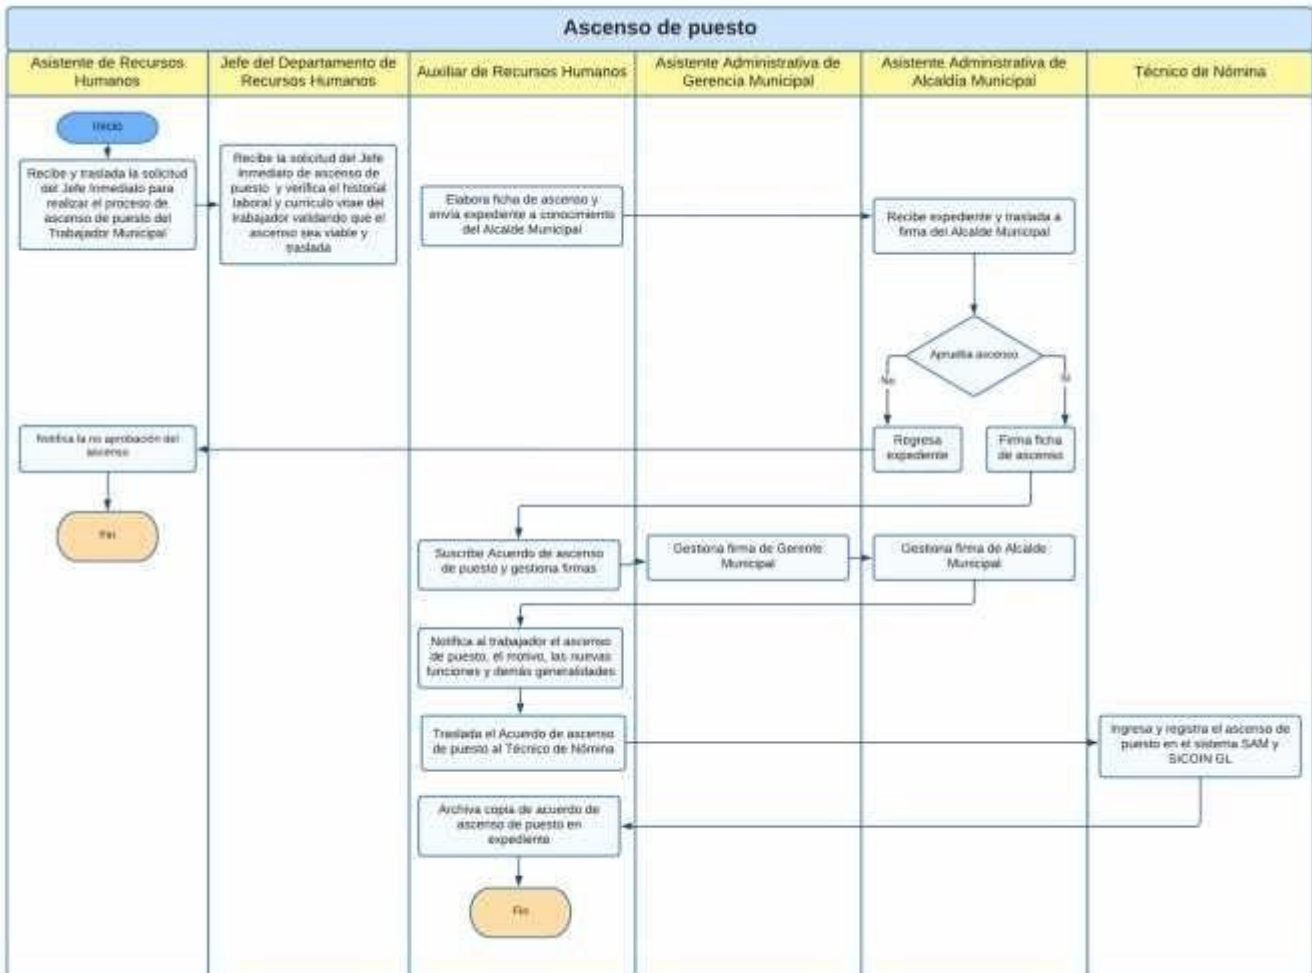 Ascenso de puesto
Asistente de Recursos
Humanos
Jefe del Departamento de
Recursos Humanos
Auxiliar de Recursos Humanos
Asistente Administrativa de
Gerencia Municipal
Asistente Administrativa de
Alcaldía Municipal
Técnico de Nómina
Inicio
Recibe y traslada la solicitud
del Jefe Inmediato para
realizar el proceso de
ascenso de puesto del
Trabajador Municipal
Recibe la solicitud del Jefe
Inmediato de ascenso de
puesto y verifica el historial
laboral y currículo vitae del
trabajador validando que el
ascenso sea viable y
traslada
Elabora ficha de ascenso y
envía expediente a conocimiento
del Alcalde Municipal
Recibe expediente y traslada a
firma del Alcalde Municipal
Aprueba ascenso
No
Si
Notifica la no aprobación del
ascenso
Regresa
expediente
Firma ficha
de ascenso
Fin
Suscribe Acuerdo de ascenso
de puesto y gestiona firmas
Gestiona firma de Gerente
Municipal
Gestiona firma de Alcalde
Municipal
Notifica al trabajador el ascenso
de puesto, el motivo, las nuevas
funciones y demás generalidades
Traslada el Acuerdo de ascenso
de puesto al Técnico de Nómina
Ingresa y registra el ascenso de
puesto en el sistema SAM y
SICOIN GL
Archiva copia de acuerdo de
ascenso de puesto en
expediente
Fin